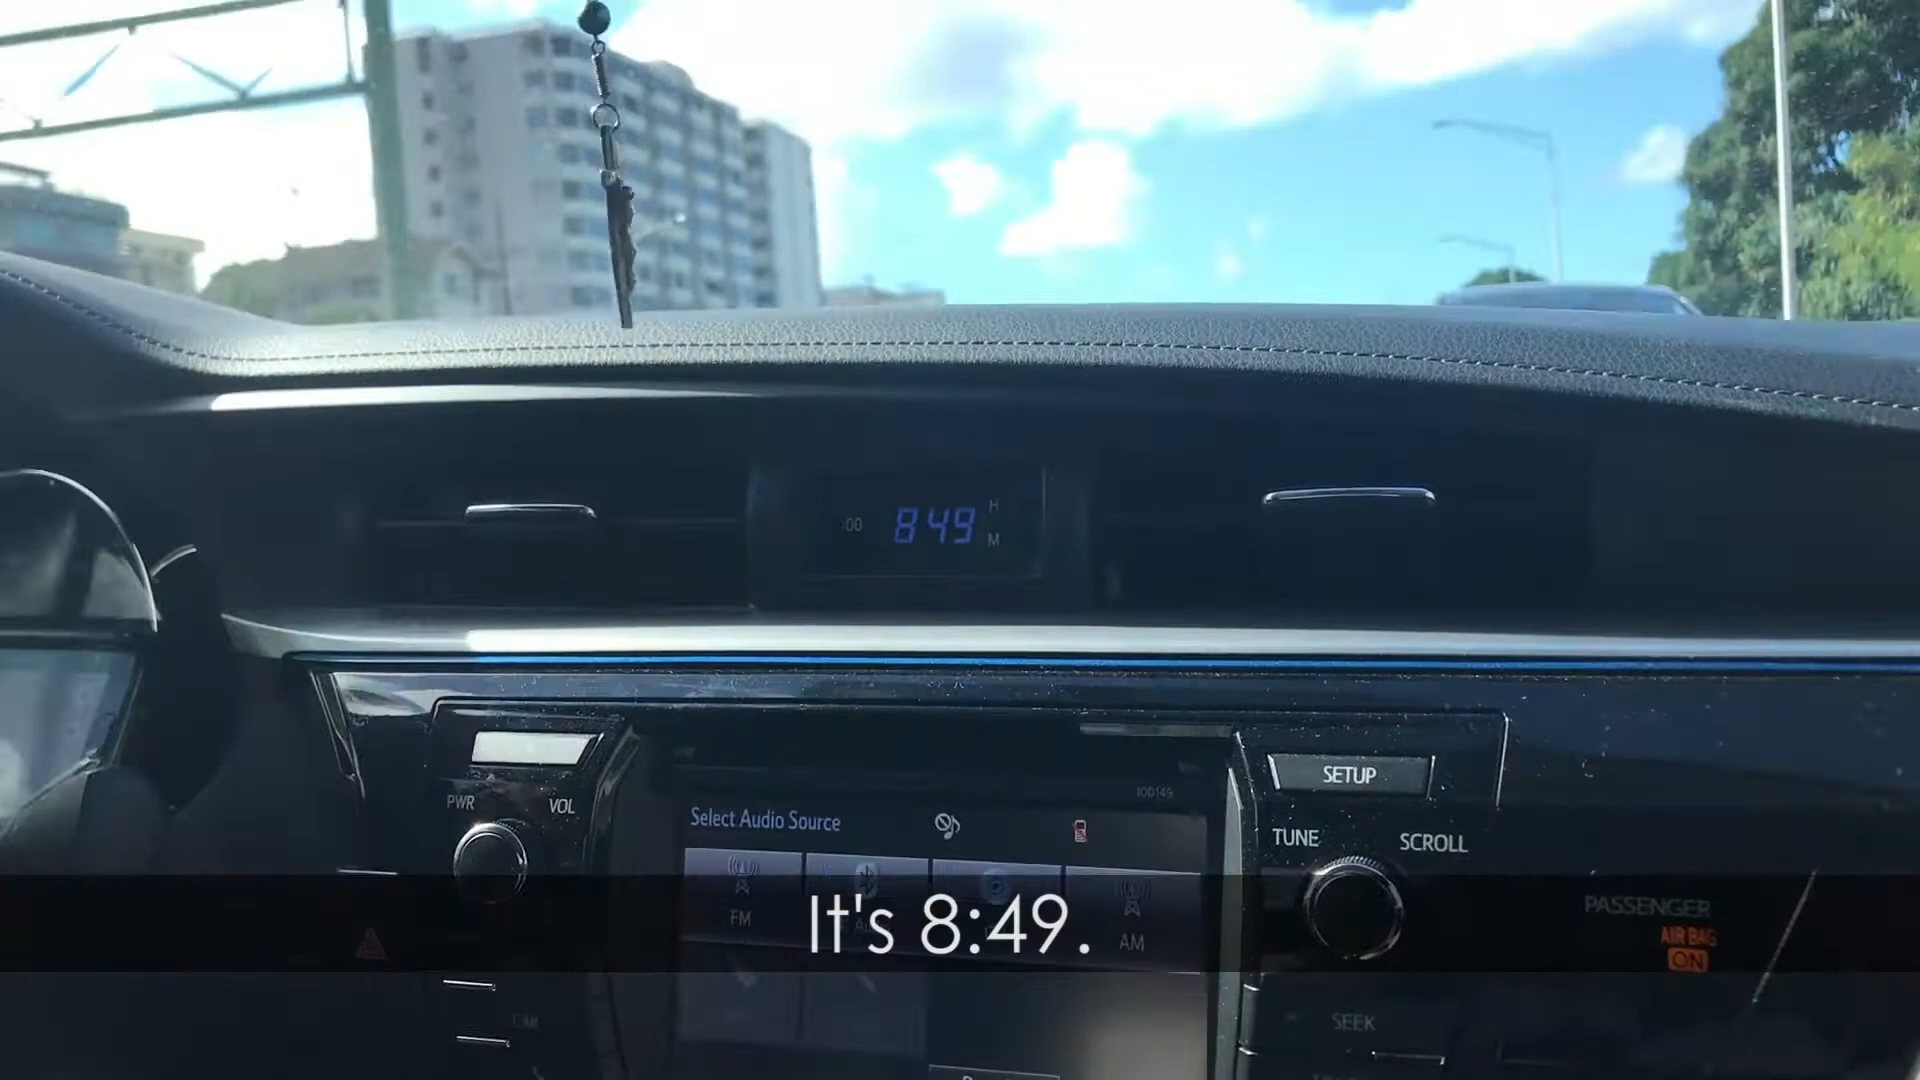 :00
849
H
M
PWR
VOL
SETUP
TUNE
SCROLL
100149
Select Audio Source
FM
AM
It's 8:49.
PASSENGER
AIR BAG
ON
CAR
SEEK